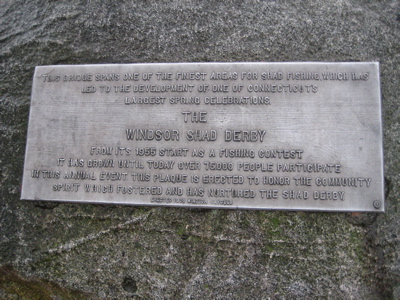 THIS BRIDGE SPANS ONE OF THE FINEST AREAS FOR SHAD FISHING, WHICH HAS
LED TO THE DEVELOPMENT OF ONE OF CONNECTICUT'S
LARGEST SPRING CELEBRATIONS
THE
WINDSOR SHAD DERBY
FROM ITS 1955 START AS A FISHING CONTEST
IT HAS GROWN UNTIL TODAY OVER 75000 PEOPLE PARTICIPATE
IN THIS ANNUAL EVENT THIS PLAQUE IS ERECTED TO HONOR THE COMMUNITY
SPIRIT WHICH FOSTERED AND HAS NURTURED THE SHAD DERBY
ERECTED